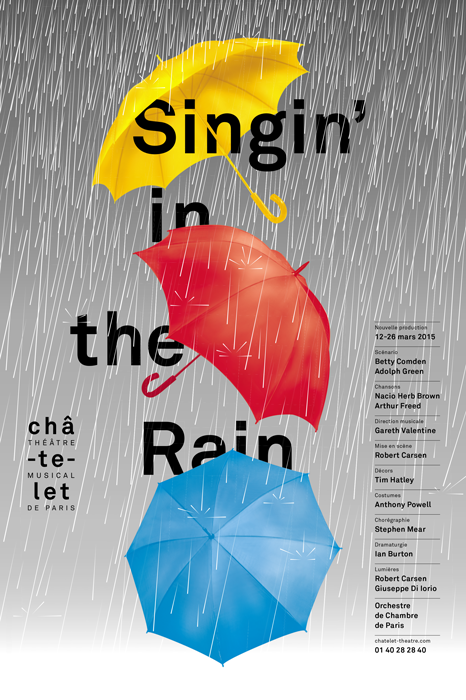 Singin’
in
the
Rain
châ
THÉÂTRE
-te-
MUSICAL
let
DE PARIS
Nouvelle production
12-26 mars 2015
Scénario
Betty Comden
Adolph Green
Chansons
Nacio Herb Brown
Arthur Freed
Direction musicale
Gareth Valentine
Mise en scène
Robert Carsen
Décors
Tim Hatley
Costumes
Anthony Powell
Chorégraphie
Stephen Mear
Dramaturgie
Ian Burton
Lumières
Robert Carsen
Giuseppe Di Iorio
Orchestre
de Chambre
de Paris
chatelet-theatre.com
01 40 28 28 40